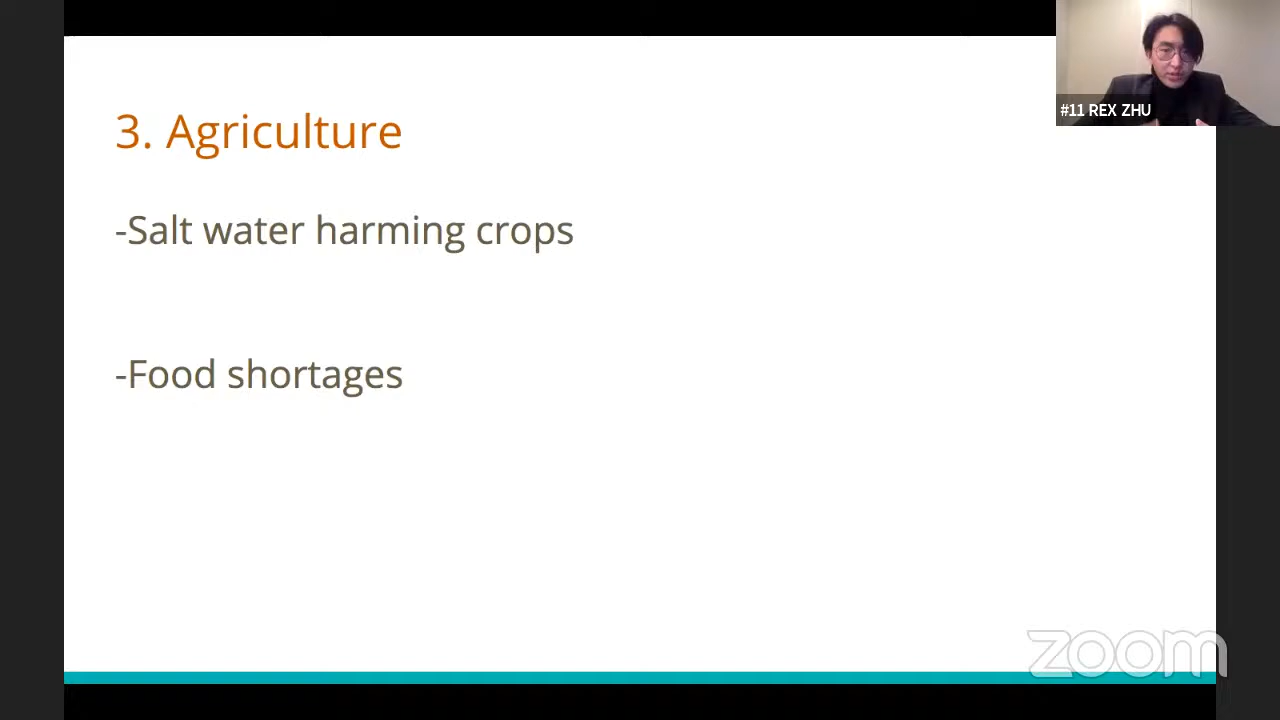 3. Agriculture
-Salt water harming crops
-Food shortages
#11 REX ZHU
zoom